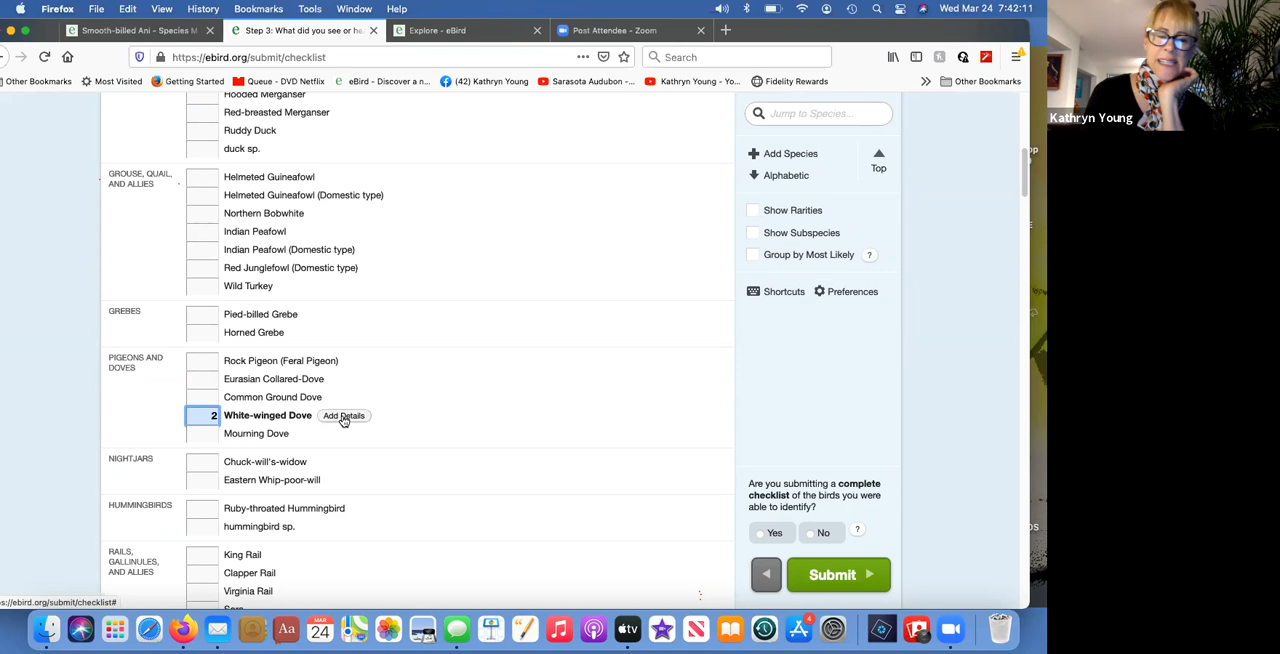 Firefox File Edit View History Bookmarks Tools Window Help Wed Mar 24 7:42:11
Smooth-billed Ani - Species M Step 3: What did you see or he Explore - eBird Post Attendee - Zoom
https://ebird.org/submit/checklist Search
Other Bookmarks Most Visited Getting Started Queue - DVD Netflix eBird - Discover a n... (42) Kathryn Young Sarasota Audubon -... Kathryn Young - Yo... Fidelity Rewards Other Bookmarks
Kathryn Young
Hooded Merganser
Red-breasted Merganser
Ruddy Duck
duck sp.
GROUSE, QUAIL, AND ALLIES
Helmeted Guineafowl
Helmeted Guineafowl (Domestic type)
Northern Bobwhite
Indian Peafowl
Indian Peafowl (Domestic type)
Red Junglefowl (Domestic type)
Wild Turkey
GREBES
Pied-billed Grebe
Horned Grebe
PIGEONS AND DOVES
Rock Pigeon (Feral Pigeon)
Eurasian Collared-Dove
Common Ground Dove
2 White-winged Dove Add Details
Mourning Dove
NIGHTJARS
Chuck-will's-widow
Eastern Whip-poor-will
HUMMINGBIRDS
Ruby-throated Hummingbird
hummingbird sp.
RAILS, GALLINULES, AND ALLIES
King Rail
Clapper Rail
Virginia Rail
Sora
Jump to Species...
Add Species
Alphabetic
Top
Show Rarities
Show Subspecies
Group by Most Likely ?
Shortcuts Preferences
Are you submitting a complete
checklist of the birds you were
able to identify?
Yes No ?
Submit
s://ebird.org/submit/checklist#
MAR
24
Aa
tv
4